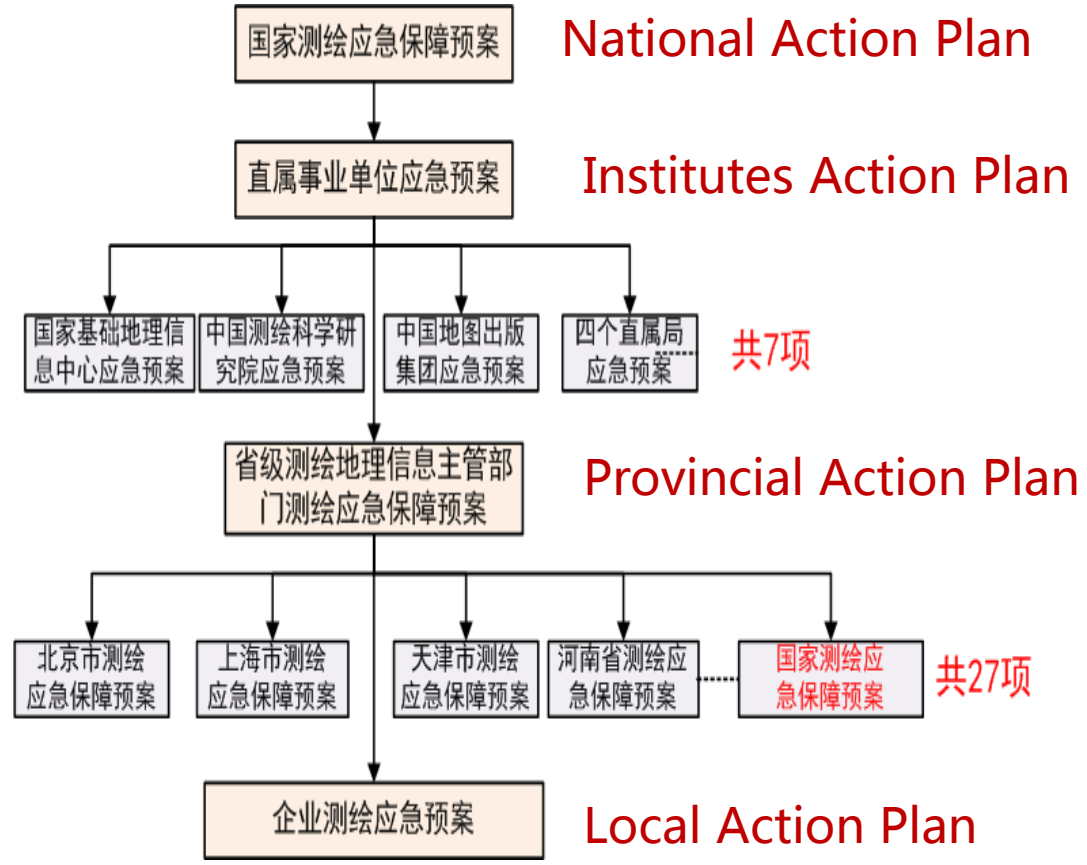 国家测绘应急保障预案
National Action Plan
直属事业单位应急预案
Institutes Action Plan
国家基础地理信
息中心应急预案
中国测绘科学研
究院应急预案
中国地图出版
集团应急预案
四个直属局
应急预案
共7项
省级测绘地理信息主管部
门测绘应急保障预案
Provincial Action Plan
北京市测绘
应急保障预案
上海市测绘
应急保障预案
天津市测绘
应急保障预案
河南省测绘应
急保障预案
国家测绘应
急保障预案
共27项
企业测绘应急预案
Local Action Plan